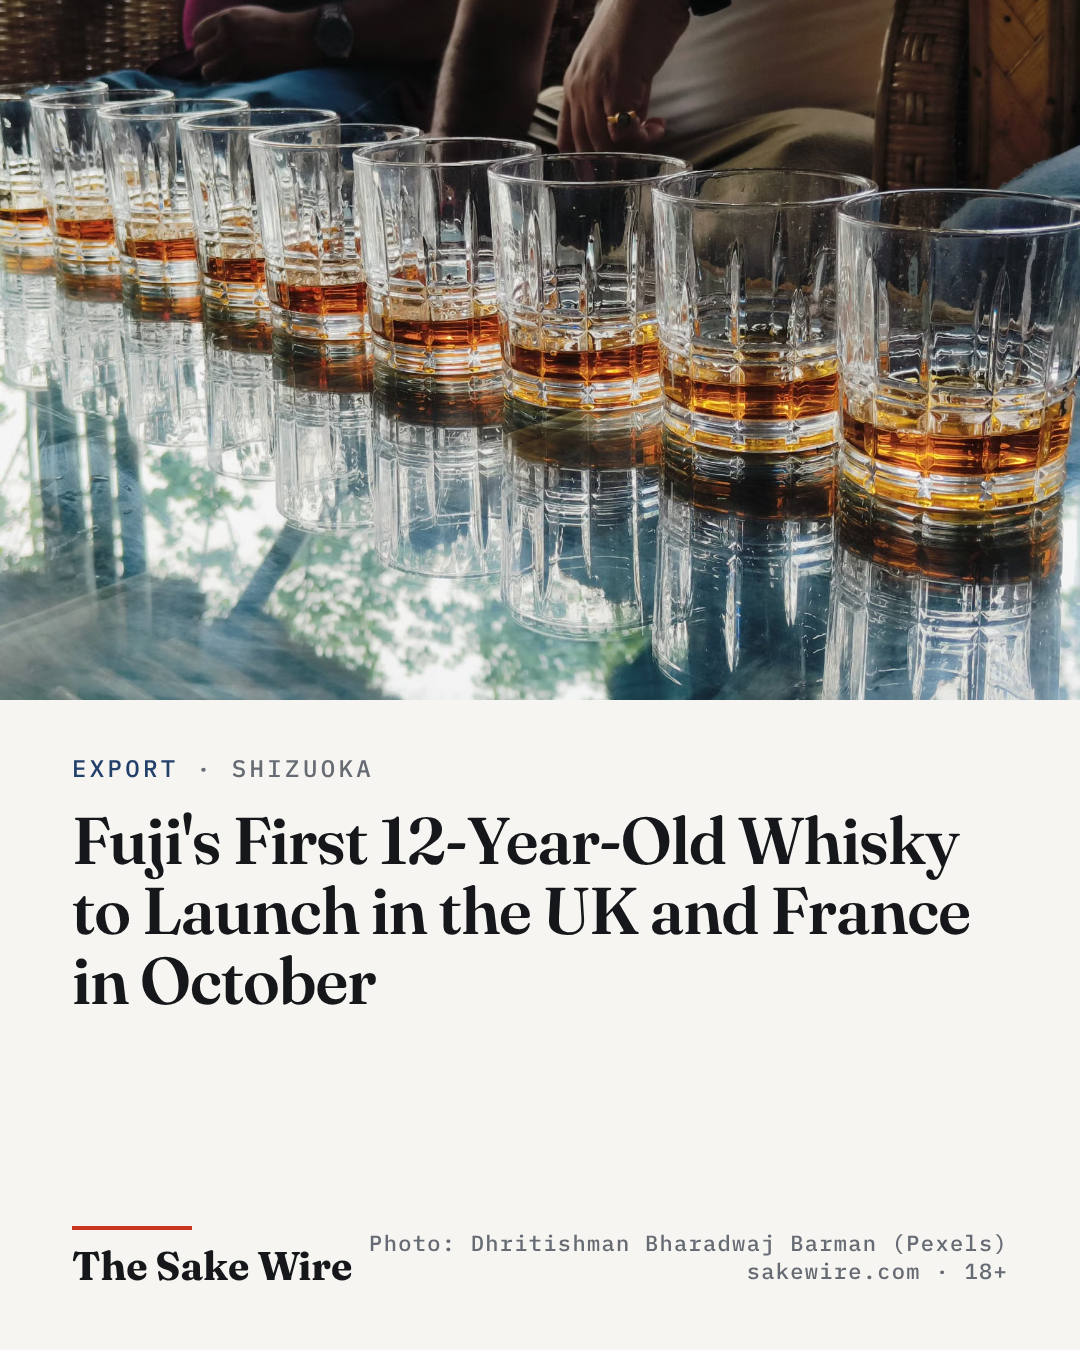 EXPORT · SHIZUOKA
Fuji's First 12-Year-Old Whisky
to Launch in the UK and France
in October
The Sake Wire
Photo: Dhritishman Bharadwaj Barman (Pexels)
sakewire.com · 18+